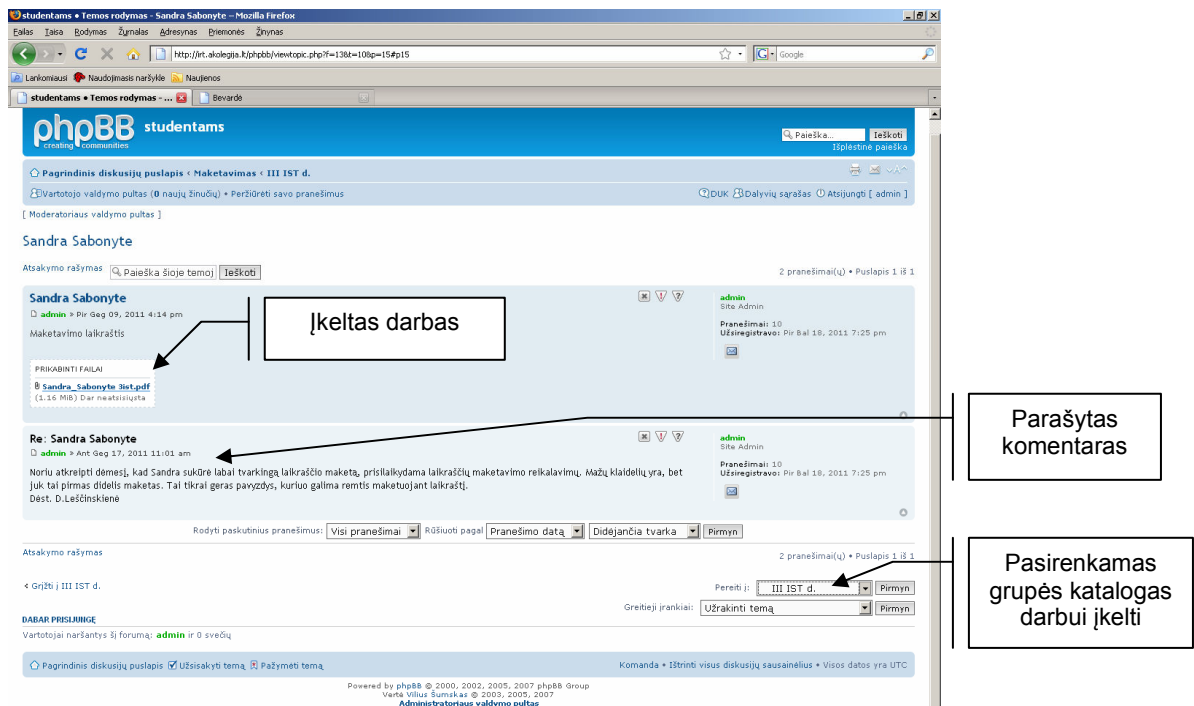 studentams • Temos rodymas - Sandra Sabonyte – Mozilla Firefox
Failas Taisa Rodymas Žurnalas Adresynas Priemonės Žinynas
http://irt.akolegija.lt/phpbb/viewtopic.php?f=13&t=10&p=15#p15
Google
Lankomiausi Naudojimasis naršykle Naujienos
studentams • Temos rodymas - ... Bevardė
phpBB studentams
creating communities
Paieška... Ieškoti
Išplėstinė paieška
Pagrindinis diskusijų puslapis ‹ Maketavimas ‹ III IST d.
Vartotojo valdymo pultas (0 naujų žinučių) • Peržiūrėti savo pranešimus
DUK Dalyvių sąrašas Atsijungti [ admin ]
[ Moderatoriaus valdymo pultas ]
Sandra Sabonyte
Atsakymo rašymas Paieška šioje temoj Ieškoti
2 pranešimai(ų) • Puslapis 1 iš 1
Sandra Sabonyte
admin » Pir Geg 09, 2011 4:14 pm
Maketavimo laikraštis
PRIKABINTI FAILAI
Sandra_Sabonyte 3ist.pdf
(1.16 MiB) Dar neatsisiųsta
admin
Site Admin
Pranešimai: 10
Užsiregistravo: Pir Bal 18, 2011 7:25 pm
Įkeltas darbas
Re: Sandra Sabonyte
admin » Ant Geg 17, 2011 11:01 am
Noriu atkreipti dėmesį, kad Sandra sukūrė labai tvarkingą laikraščio maketą, prisilaikydama laikraščių maketavimo reikalavimų. Mažų klaidelių yra, bet
juk tai pirmas didelis maketas. Tai tikrai geras pavyzdys, kuriuo galima remtis maketuojant laikraštį.
Dėst. D.Leščinskienė
admin
Site Admin
Pranešimai: 10
Užsiregistravo: Pir Bal 18, 2011 7:25 pm
Parašytas
komentaras
Rodyti paskutinius pranešimus: Visi pranešimai Rūšiuoti pagal Pranešimo datą Didėjančia tvarka Pirmyn
Atsakymo rašymas
2 pranešimai(ų) • Puslapis 1 iš 1
Grįžti į III IST d.
Pereiti į: III IST d. Pirmyn
Greitieji įrankiai: Užrakinti temą Pirmyn
Pasirenkamas
grupės katalogas
darbui įkelti
DABAR PRISIJUNGĘ
Vartotojai naršantys šį forumą: admin ir 0 svečių
Pagrindinis diskusijų puslapis Užsisakyti temą Pažymėti temą
Komanda • Ištrinti visus diskusijų sausainėlius • Visos datos yra UTC
Powered by phpBB © 2000, 2002, 2005, 2007 phpBB Group
Vertė Vilius Šumskas © 2003, 2005, 2007
Administratoriaus valdymo pultas